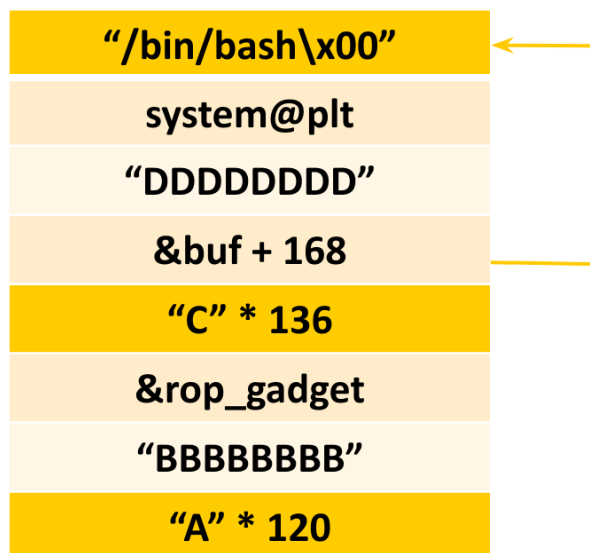 “/bin/bash\x00”
system@plt
“DDDDDDDD”
&buf + 168
“C” * 136
&rop_gadget
“BBBBBBBB”
“A” * 120